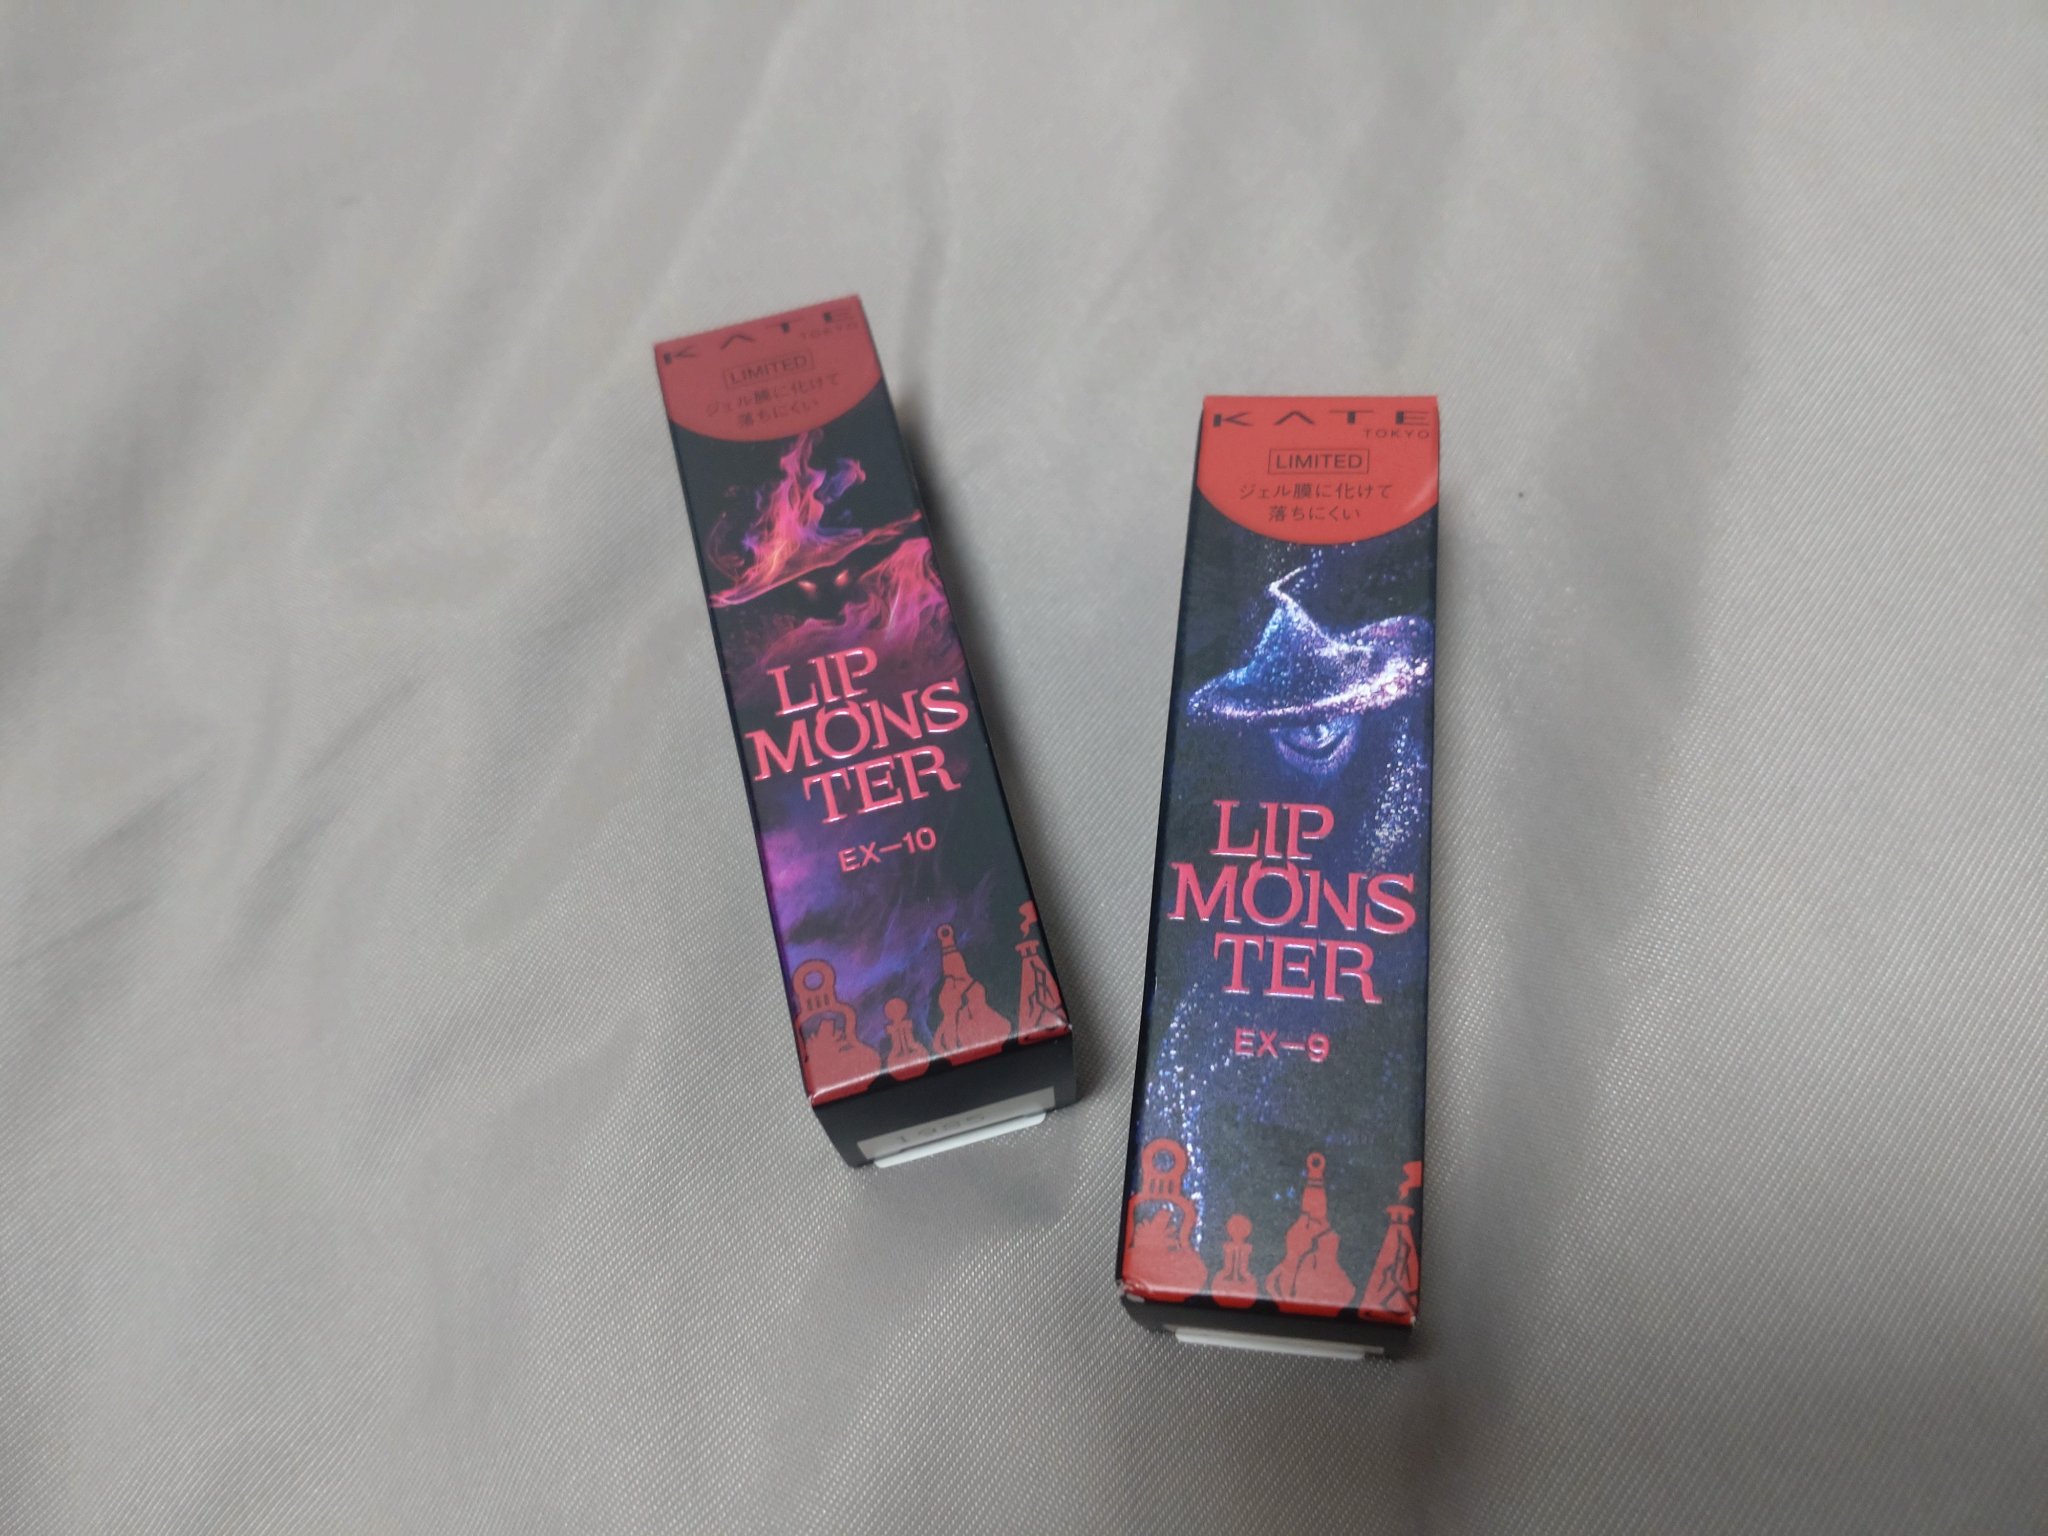 KATE
TOKYO
LIMITED
ジェル膜に化けて
落ちにくい
LIP
MONS
TER
EX-10
KATE
TOKYO
LIMITED
ジェル膜に化けて
落ちにくい
LIP
MONS
TER
EX-9